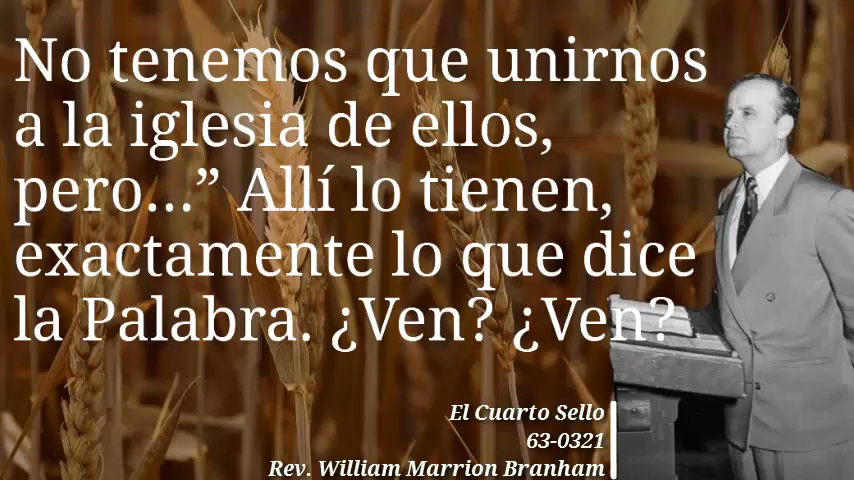 No tenemos que unirnos
a la iglesia de ellos,
pero...” Allí lo tienen,
exactamente lo que dice
la Palabra. ¿Ven? ¿Ven?
El Cuarto Sello
63-0321
Rev. William Marrion Branham